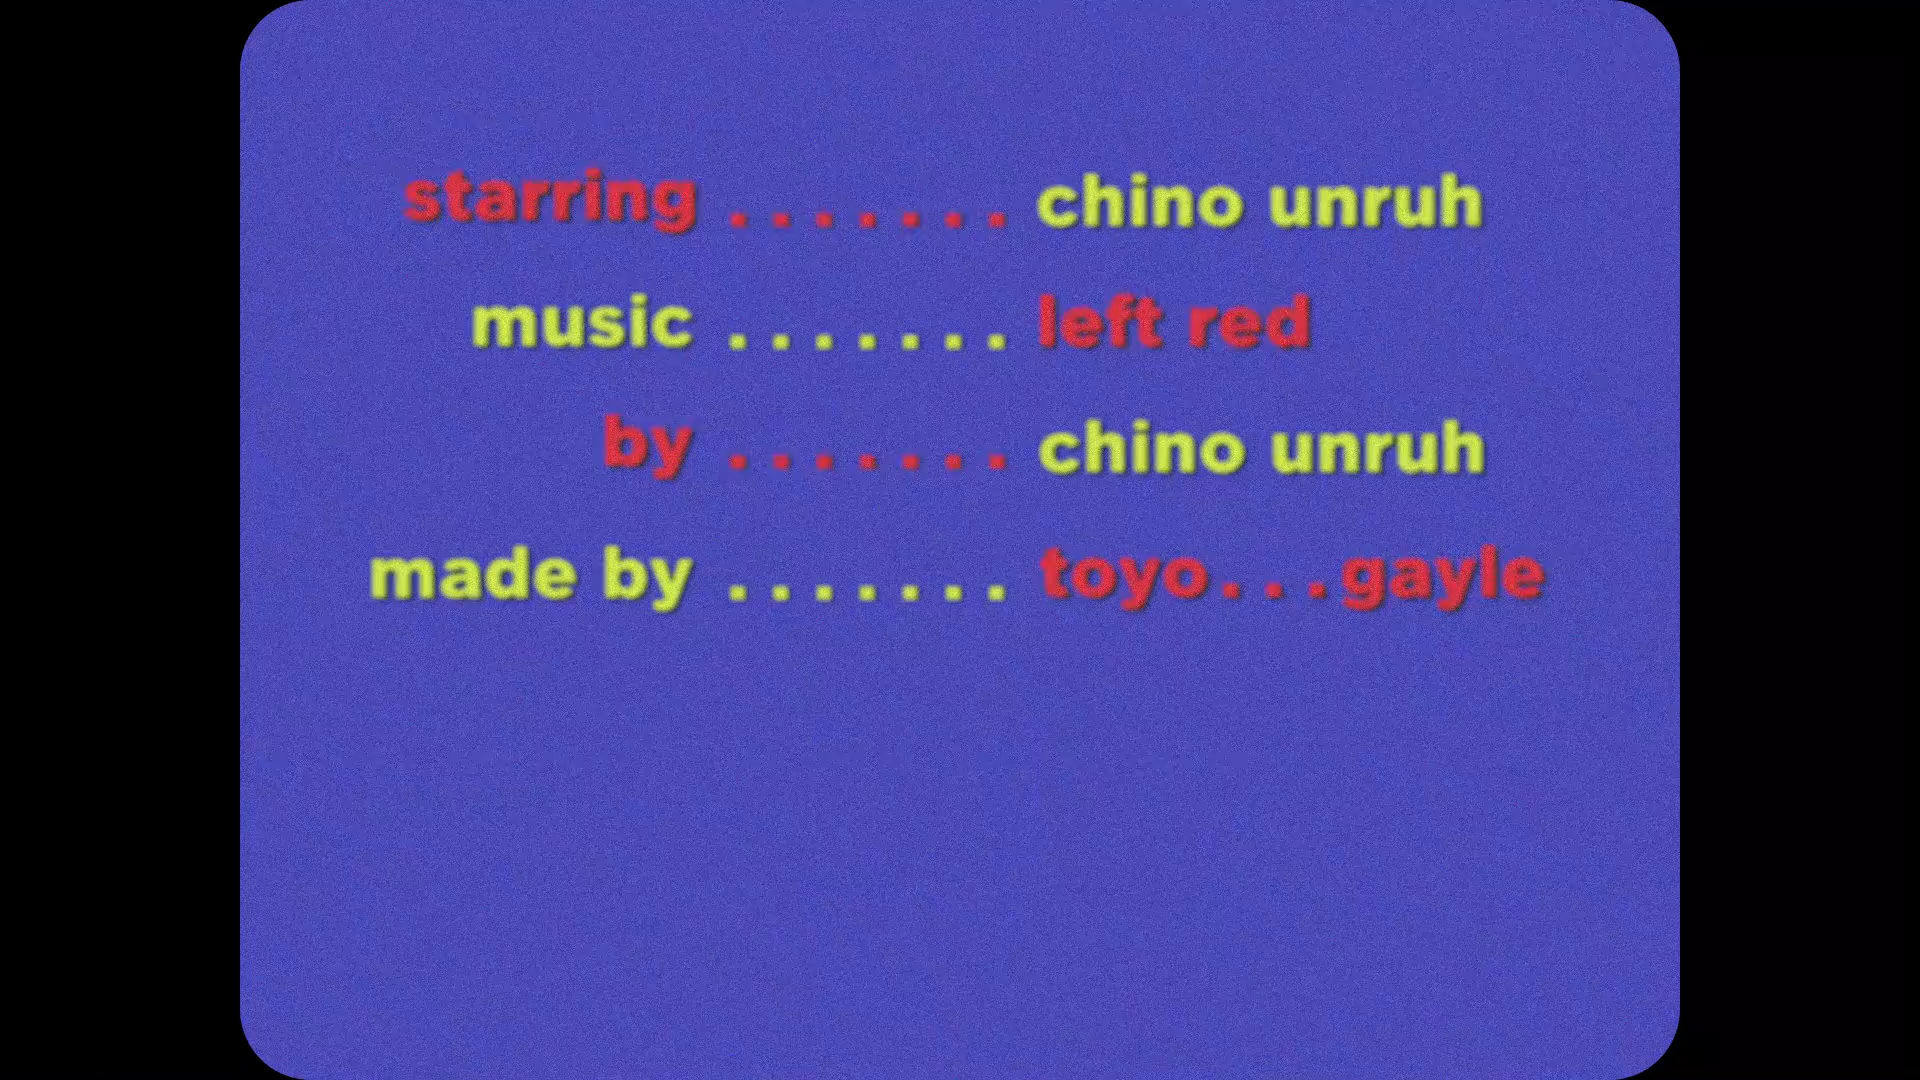 starring ....... chino unruh
music ....... left red
by ....... chino unruh
made by ....... toyo...gayle